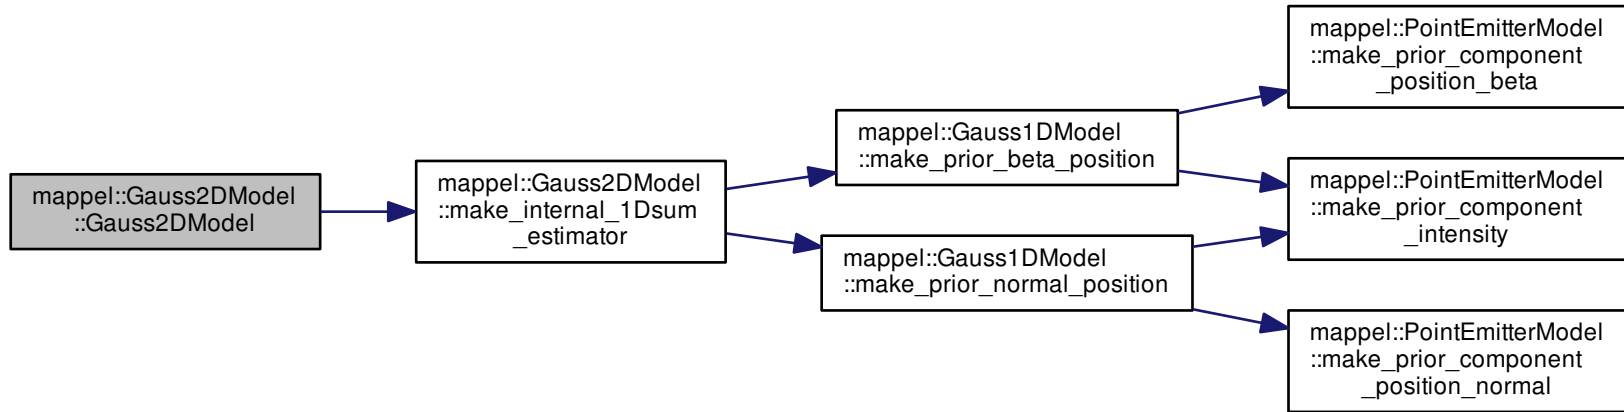 mappel::Gauss2DModel
::Gauss2DModel
mappel::Gauss2DModel
::make_internal_1Dsum
_estimator
mappel::Gauss1DModel
::make_prior_beta_position
mappel::Gauss1DModel
::make_prior_normal_position
mappel::PointEmitterModel
::make_prior_component
_position_beta
mappel::PointEmitterModel
::make_prior_component
_intensity
mappel::PointEmitterModel
::make_prior_component
_position_normal